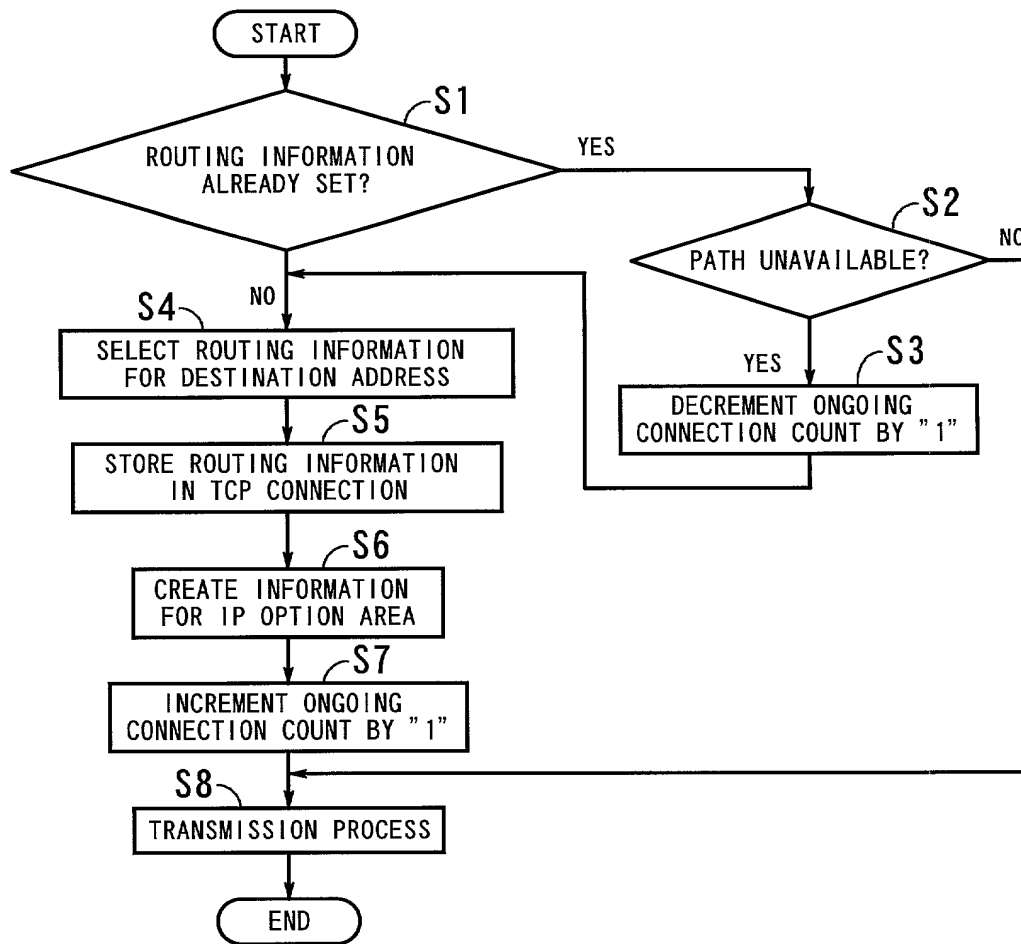 START
S1
ROUTING INFORMATION
ALREADY SET?
YES
S2
PATH UNAVAILABLE?
NO
NO
S4
SELECT ROUTING INFORMATION
FOR DESTINATION ADDRESS
YES
S3
DECREMENT ONGOING
CONNECTION COUNT BY "1"
S5
STORE ROUTING INFORMATION
IN TCP CONNECTION
S6
CREATE INFORMATION
FOR IP OPTION AREA
S7
INCREMENT ONGOING
CONNECTION COUNT BY "1"
S8
TRANSMISSION PROCESS
END